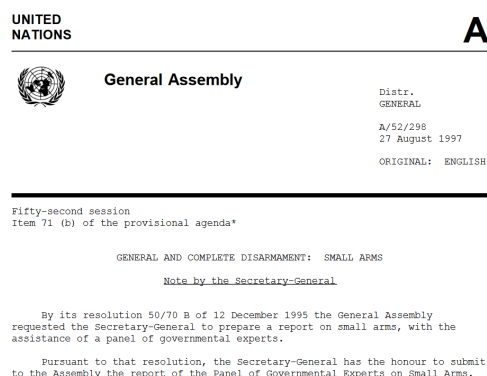 UNITED
NATIONS
A
General Assembly
Distr.
GENERAL
A/52/298
27 August 1997
ORIGINAL: ENGLISH
Fifty-second session
Item 71 (b) of the provisional agenda*
GENERAL AND COMPLETE DISARMAMENT: SMALL ARMS
Note by the Secretary-General
By its resolution 50/70 B of 12 December 1995 the General Assembly
requested the Secretary-General to prepare a report on small arms, with the
assistance of a panel of governmental experts.
Pursuant to that resolution, the Secretary-General has the honour to submit
to the Assembly the report of the Panel of Governmental Experts on Small Arms.